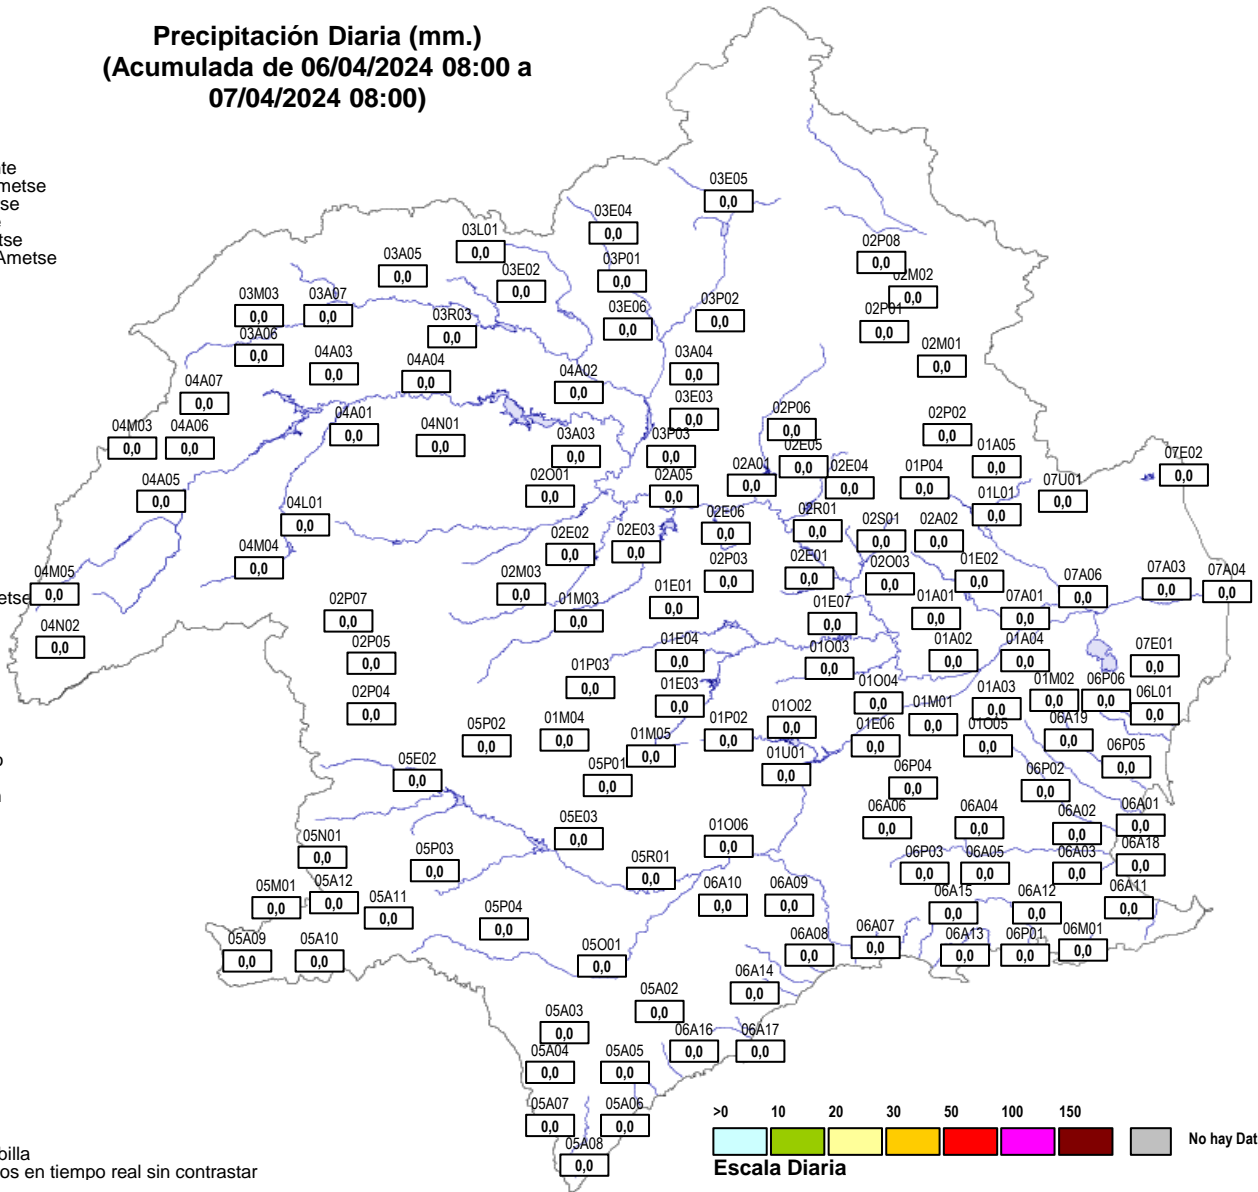 Precipitación Diaria (mm.)
(Acumulada de 06/04/2024 08:00 a
07/04/2024 08:00)
03E05
0,0
03E04
0,0
03L01
0,0
02P08
0,0
03A05
0,0
03P01
0,0
03E02
0,0
02M02
0,0
03M03
0,0
03A07
0,0
03P02
0,0
03E06
0,0
02P01
0,0
03R03
0,0
03A06
0,0
02M01
0,0
04A03
0,0
03A04
0,0
04A04
0,0
04A02
0,0
04A07
0,0
03E03
0,0
02P06
0,0
04A01
0,0
02P02
0,0
04M03
0,0
04A06
0,0
04N01
0,0
03A03
0,0
03P03
0,0
02E05
0,0
01A05
0,0
07E02
0,0
02A01
0,0
02E04
0,0
01P04
0,0
02O01
0,0
02A05
0,0
07U01
0,0
04A05
0,0
01L01
0,0
04L01
0,0
02R01
0,0
02E06
0,0
02S01
0,0
02A02
0,0
02E02
0,0
02E03
0,0
04M04
0,0
02P03
0,0
02E01
0,0
02O03
0,0
01E02
0,0
07A03
0,0
07A04
0,0
04M05
0,0
02M03
0,0
07A06
0,0
01E01
0,0
01M03
0,0
02P07
0,0
01E07
0,0
01A01
0,0
07A01
0,0
04N02
0,0
02P05
0,0
01E04
0,0
01O03
0,0
01A02
0,0
01A04
0,0
07E01
0,0
01P03
0,0
01E03
0,0
01O04
0,0
01A03
0,0
01M02
0,0
06P06
0,0
06L01
0,0
02P04
0,0
01M01
0,0
01O02
0,0
05P02
0,0
01M04
0,0
01P02
0,0
01E06
0,0
01O05
0,0
06A19
0,0
01M05
0,0
06P05
0,0
01U01
0,0
05E02
0,0
05P01
0,0
06P04
0,0
06P02
0,0
06A06
0,0
06A04
0,0
06A02
0,0
06A01
0,0
05E03
0,0
01O06
0,0
05N01
0,0
05P03
0,0
05R01
0,0
06P03
0,0
06A05
0,0
06A03
0,0
06A18
0,0
05M01
0,0
05A12
0,0
05A11
0,0
06A10
0,0
06A09
0,0
06A15
0,0
06A12
0,0
06A11
0,0
05P04
0,0
05A09
0,0
05A10
0,0
05O01
0,0
06A08
0,0
06A07
0,0
06A13
0,0
06P01
0,0
06M01
0,0
06A14
0,0
05A02
0,0
05A03
0,0
06A16
0,0
06A17
0,0
05A04
0,0
05A05
0,0
05A07
0,0
05A06
0,0
05A08
0,0
nte
metse
tse
tse
Ametse
etse
billa
os en tiempo real sin contrastar
>0 10 20 30 50 100 150
No hay Dat
Escala Diaria